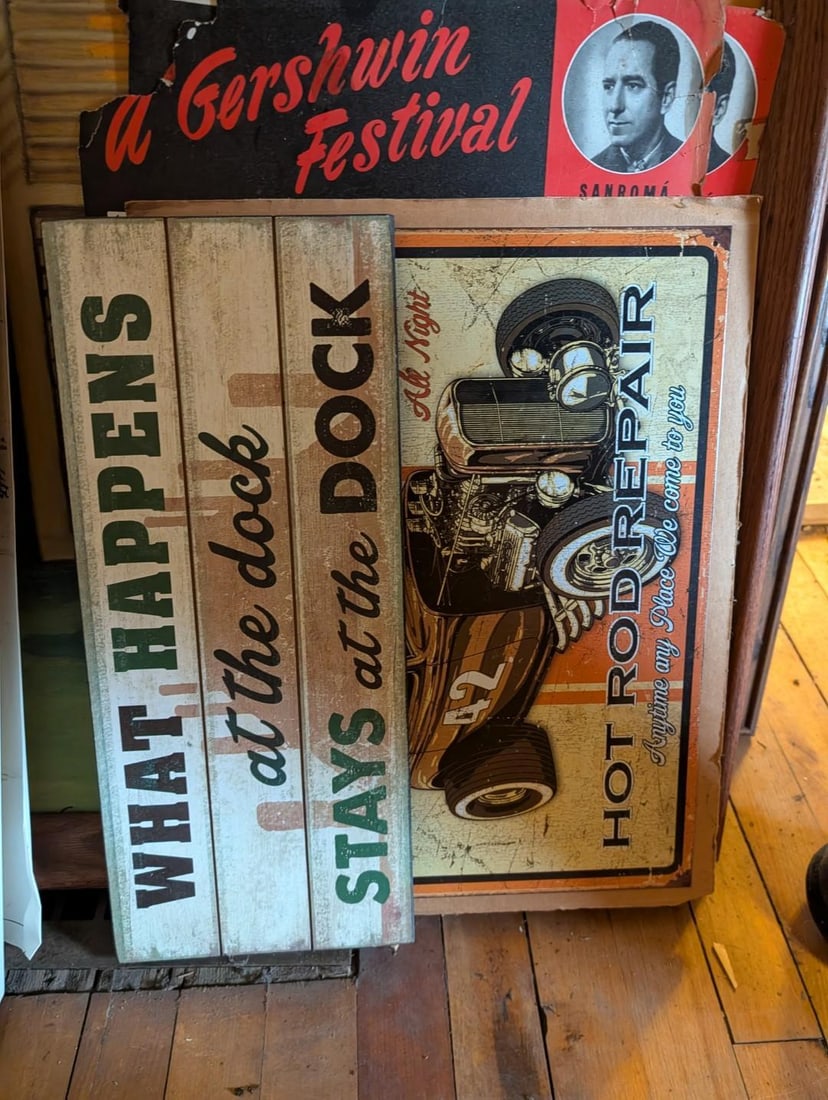 a Gershwin
Festival
SANROMÁ
WHAT HAPPENS
at the dock
STAYS at the DOCK
All Night
42
HOT ROD REPAIR
Anytime any Place We come to you